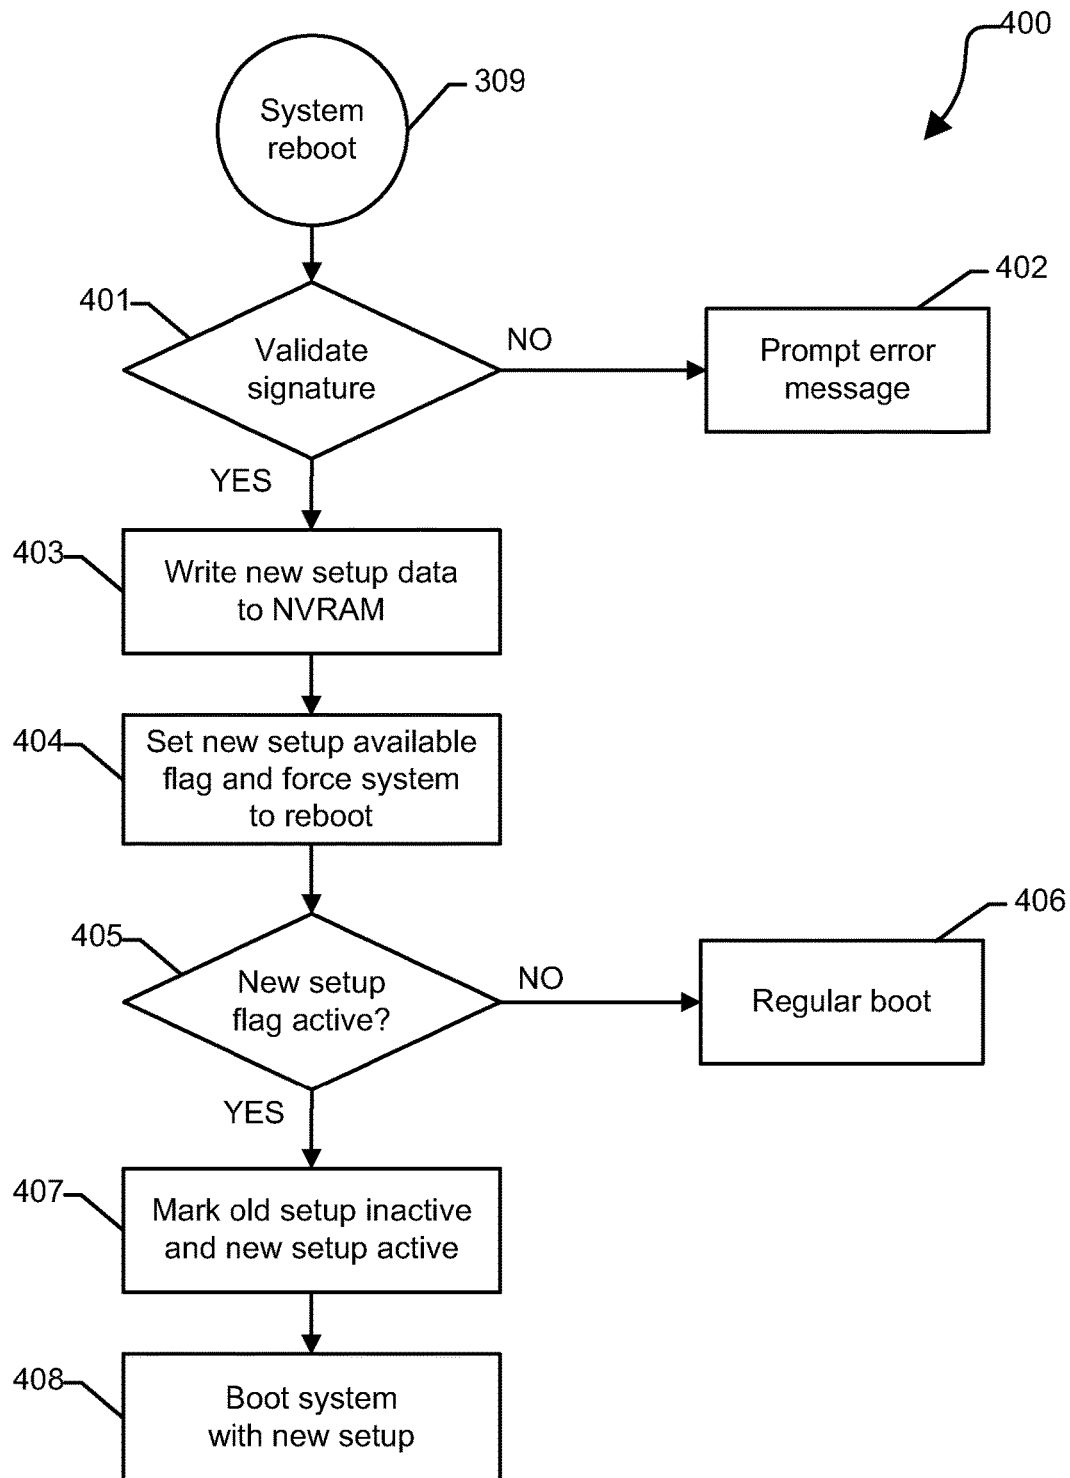 400
System
reboot
309
401
Validate
signature
NO
402
Prompt error
message
YES
403
Write new setup data
to NVRAM
404
Set new setup available
flag and force system
to reboot
405
New setup
flag active?
NO
406
Regular boot
YES
407
Mark old setup inactive
and new setup active
408
Boot system
with new setup